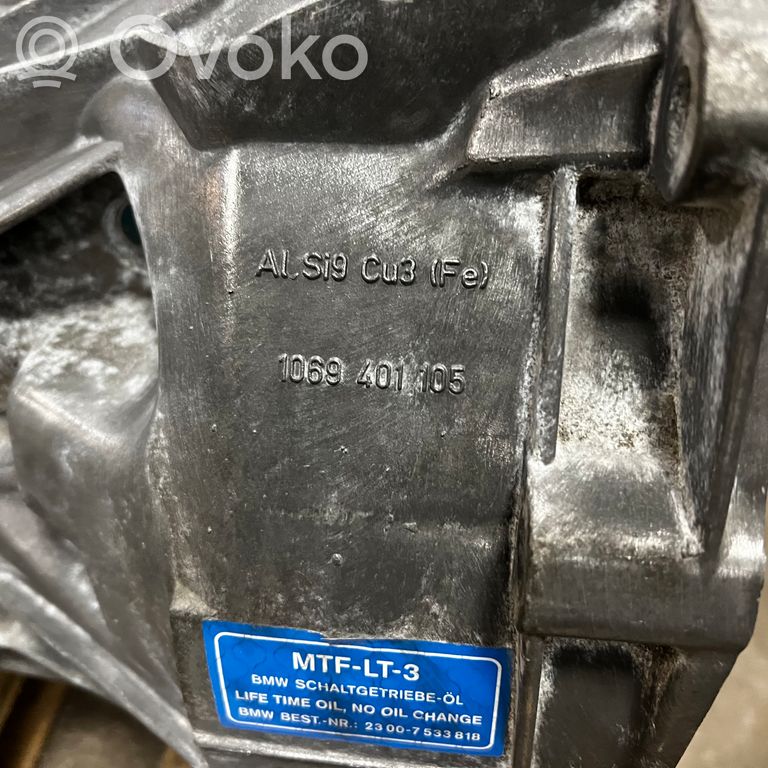 Ovoko
Al.Si9 Cu3 (Fe)
1069 401 105
MTF-LT-3
BMW SCHALTGETRIEBE-ÖL
LIFE TIME OIL, NO OIL CHANGE
BMW BEST.-NR.: 23 00-7 533 818